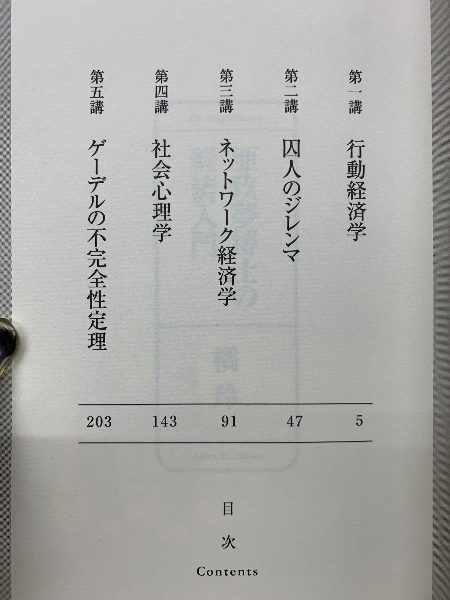 第一講 行動経済学 5
第二講 囚人のジレンマ 47
第三講 ネットワーク経済学 91
第四講 社会心理学 143
第五講 ゲーデルの不完全性定理 203
目次
Contents